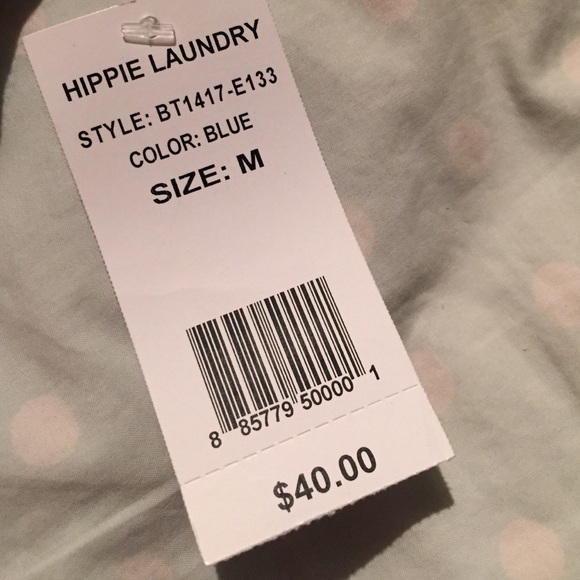 HIPPIE LAUNDRY
STYLE: BT1417-E133
COLOR: BLUE
SIZE: M
8 85779 50000 1
$40.00